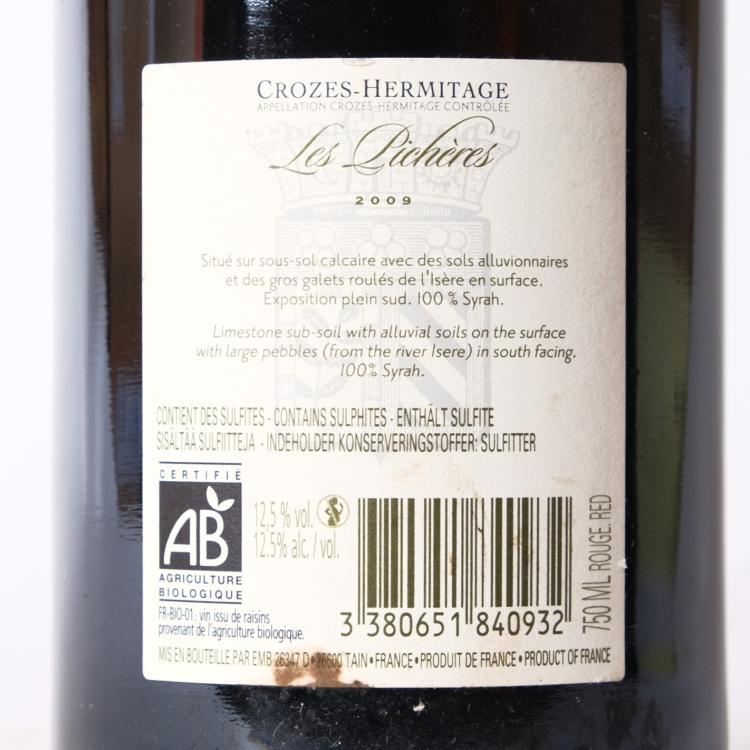 CROZES-HERMITAGE
APPELLATION CROZES-HERMITAGE CONTRÔLÉE
Les Pichères
2009
Situé sur sous-sol calcaire avec des sols alluvionnaires
et des gros galets roulés de l'Isère en surface.
Exposition plein sud. 100 % Syrah.
Limestone sub-soil with alluvial soils on the surface
with large pebbles (from the river Isere) in south facing.
100% Syrah.
CONTIENT DES SULFITES - CONTAINS SULPHITES - ENTHÄLT SULFITE
SISÄLTÄÄ SULFIITTEJA - INDEHOLDER KONSERVERINGSTOFFER: SULFITTER
CERTIFIÉ
AB
AGRICULTURE
BIOLOGIQUE
12,5 % vol.
12.5% alc. / vol.
FR-BIO-01 : vin issu de raisins
provenant de l'agriculture biologique.
3 380651 840932
750 ML ROUGE. RED
MIS EN BOUTEILLE PAR EMB 26347 D • 26600 TAIN • FRANCE • PRODUIT DE FRANCE • PRODUCT OF FRANCE